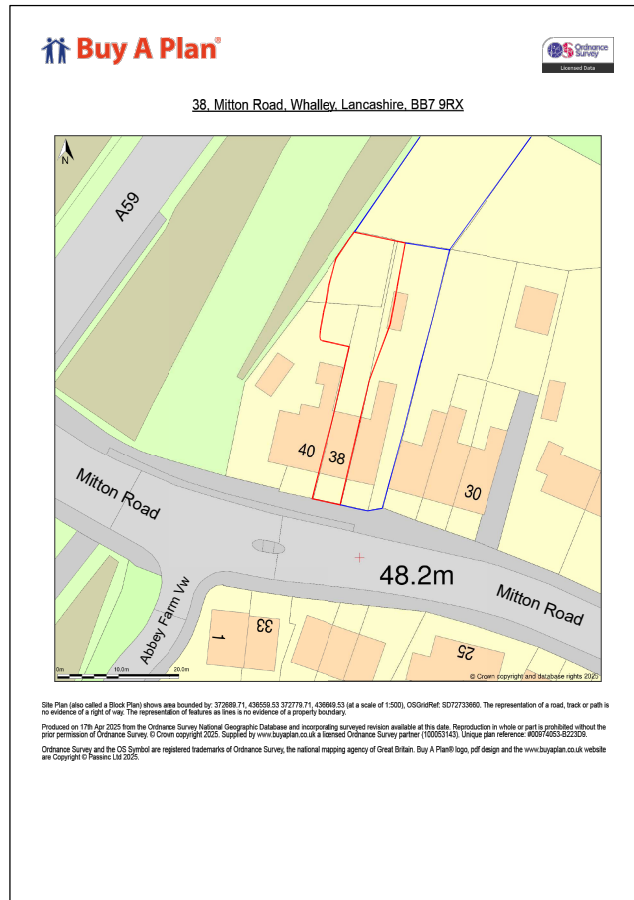 Buy A Plan®
Ordnance
Survey
Licensed Data
38, Mitton Road, Whalley, Lancashire, BB7 9RX
N
A59
40
38
30
Mitton Road
48.2m
Mitton Road
Abbey Farm Vw
1
33
25
0m 10.0m 20.0m
© Crown copyright and database rights 2025
Site Plan (also called a Block Plan) shows area bounded by: 372689.71, 436559.53 372779.71, 436649.53 (at a scale of 1:500), OSGridRef: SD72733660. The representation of a road, track or path is
no evidence of a right of way. The representation of features as lines is no evidence of a property boundary.
Produced on 17th Apr 2025 from the Ordnance Survey National Geographic Database and incorporating surveyed revision available at this date. Reproduction in whole or part is prohibited without the
prior permission of Ordnance Survey. © Crown copyright 2025. Supplied by www.buyaplan.co.uk a licensed Ordnance Survey partner (100053143). Unique plan reference: #00974053-B223D9.
Ordnance Survey and the OS Symbol are registered trademarks of Ordnance Survey, the national mapping agency of Great Britain. Buy A Plan® logo, pdf design and the www.buyaplan.co.uk website
are Copyright © Passinc Ltd 2025.